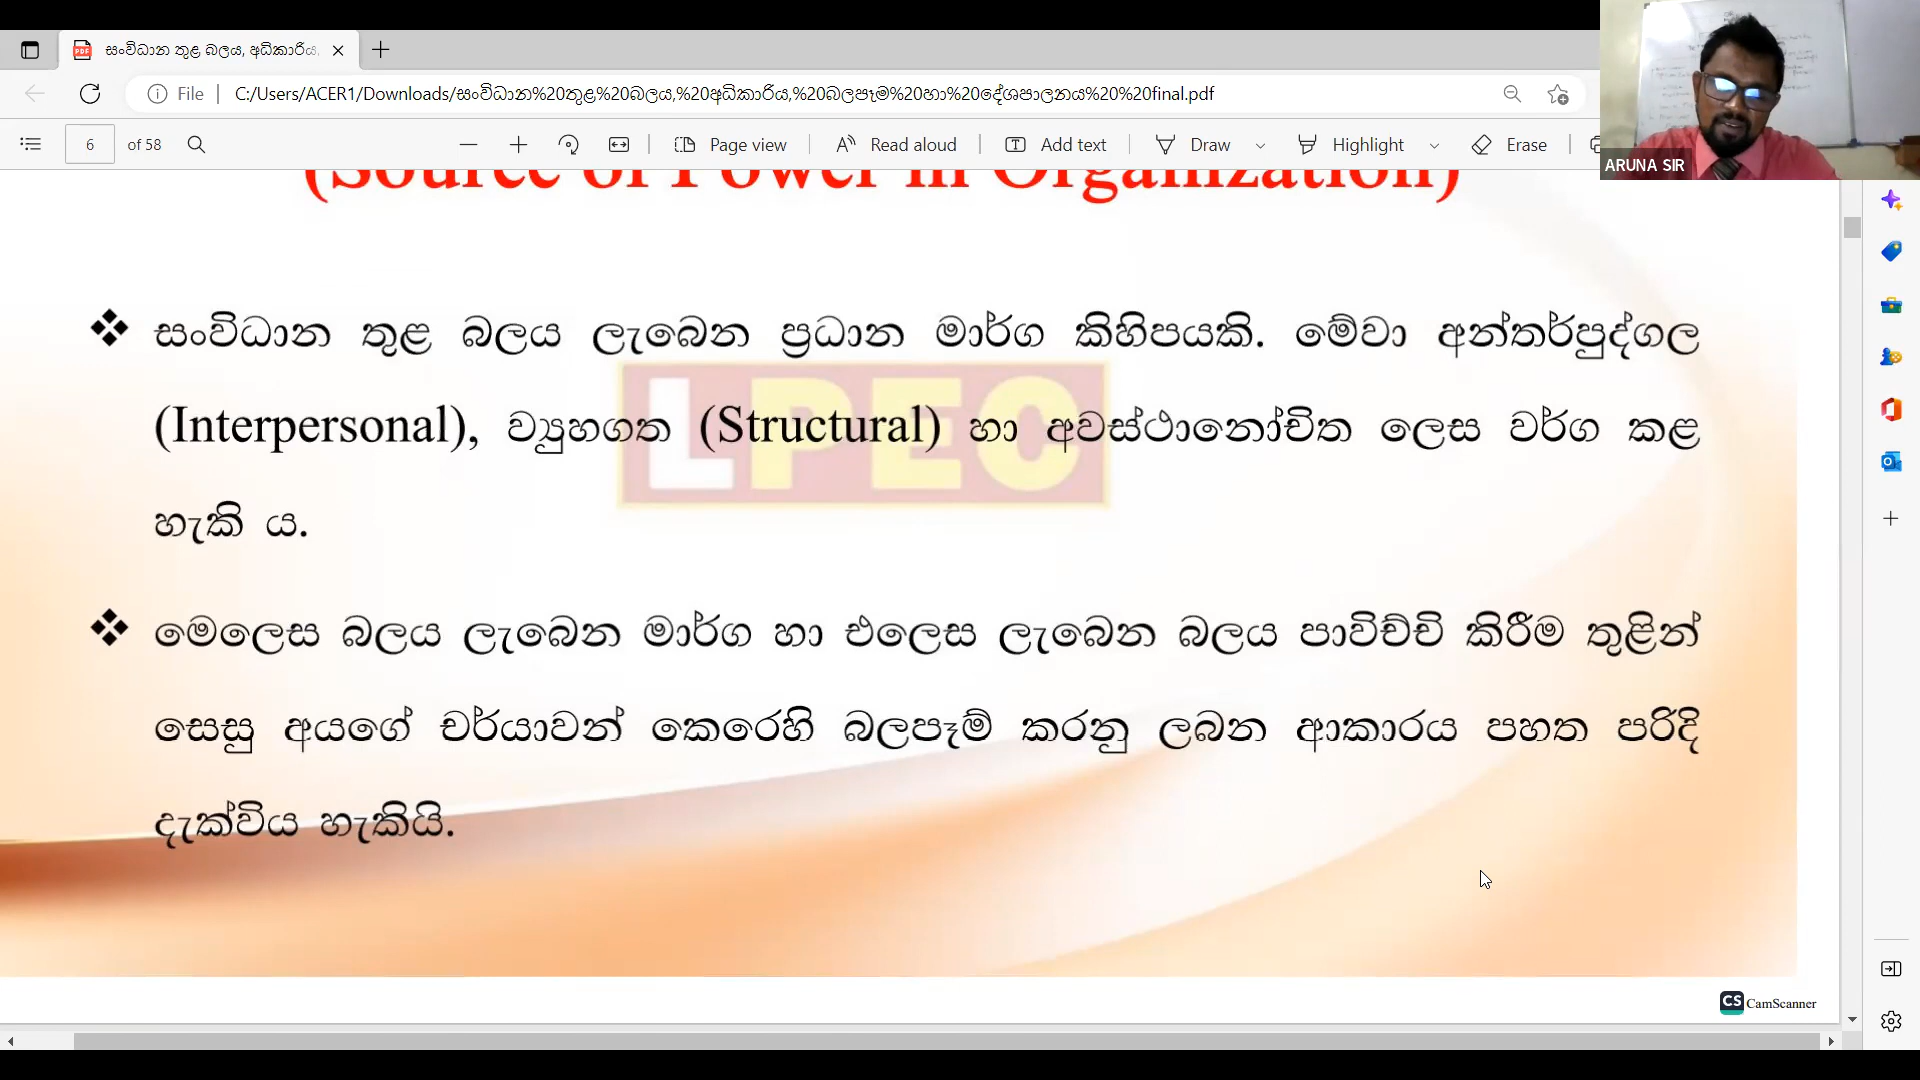 සංවිධාන තුළ බලය, අධිකාරිය,
File
C:/Users/ACER1/Downloads/සංවිධාන%20තුළ%20බලය,%20අධිකාරිය,%20බලපෑම%20හා%20දේශපාලනය%20%20final.pdf
6 of 58
Page view
Read aloud
Add text
Draw
Highlight
Erase
ARUNA SIR
(Source of Power in Organization)
සංවිධාන තුළ බලය ලැබෙන ප්‍රධාන මාර්ග කිහිපයකි. මේවා අන්තර්පුද්ගල
(Interpersonal), ව්‍යුහගත (Structural) හා අවස්ථානෝචිත ලෙස වර්ග කළ
හැකි ය.
LPEC
මෙලෙස බලය ලැබෙන මාර්ග හා එලෙස ලැබෙන බලය පාවිච්චි කිරීම තුළින්
සෙසු අයගේ චර්යාවන් කෙරෙහි බලපෑම් කරනු ලබන ආකාරය පහත පරිදි
දැක්විය හැකියි.
CS CamScanner